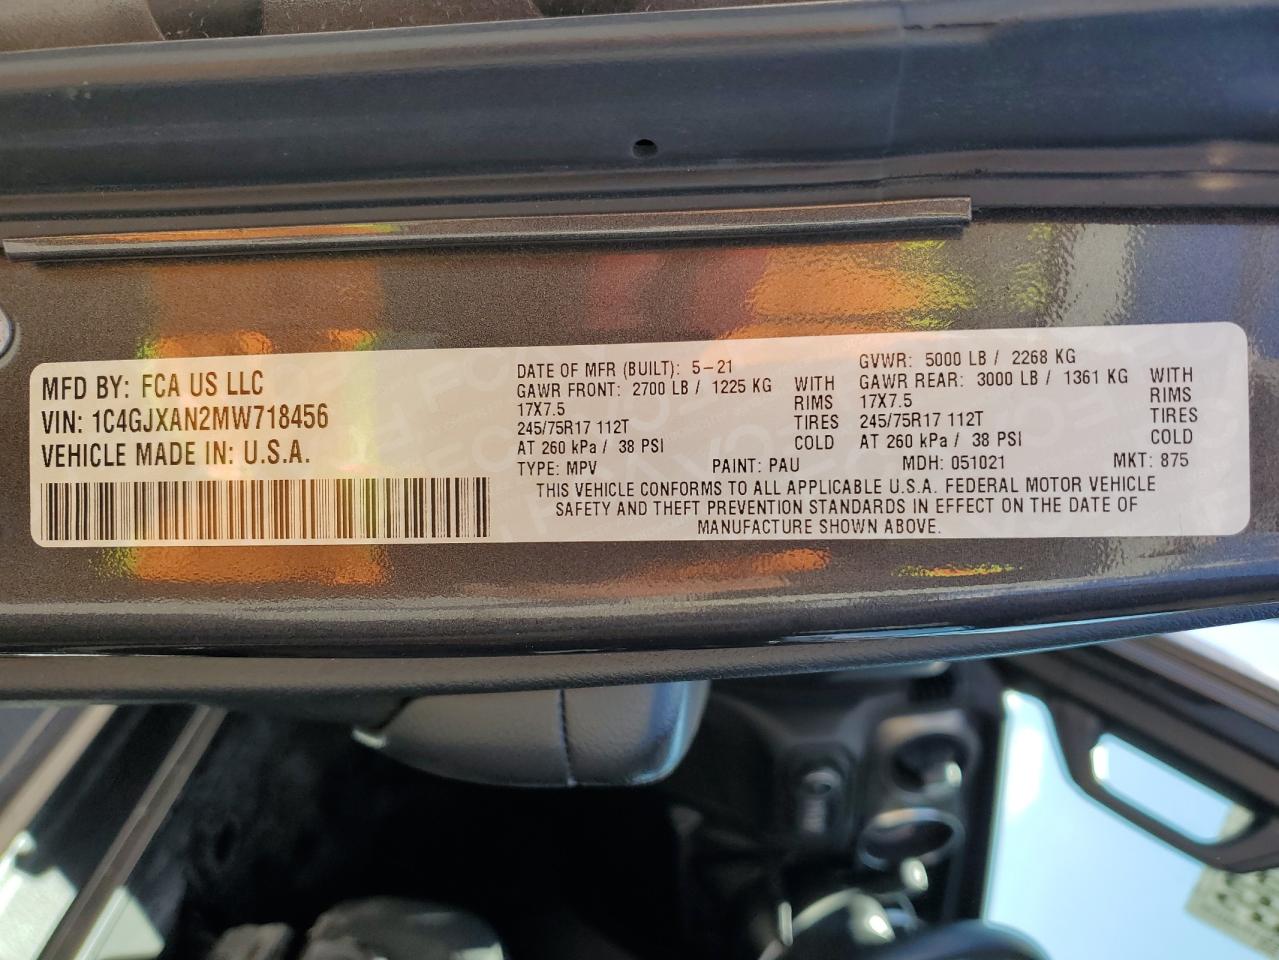 MFD BY: FCA US LLC
VIN: 1C4GJXAN2MW718456
VEHICLE MADE IN: U.S.A.
DATE OF MFR (BUILT): 5-21
GAWR FRONT: 2700 LB / 1225 KG WITH
17X7.5 RIMS
245/75R17 112T TIRES
AT 260 kPa / 38 PSI COLD
GVWR: 5000 LB / 2268 KG
GAWR REAR: 3000 LB / 1361 KG WITH
17X7.5 RIMS
245/75R17 112T TIRES
AT 260 kPa / 38 PSI COLD
TYPE: MPV PAINT: PAU MDH: 051021 MKT: 875
THIS VEHICLE CONFORMS TO ALL APPLICABLE U.S.A. FEDERAL MOTOR VEHICLE
SAFETY AND THEFT PREVENTION STANDARDS IN EFFECT ON THE DATE OF
MANUFACTURE SHOWN ABOVE.